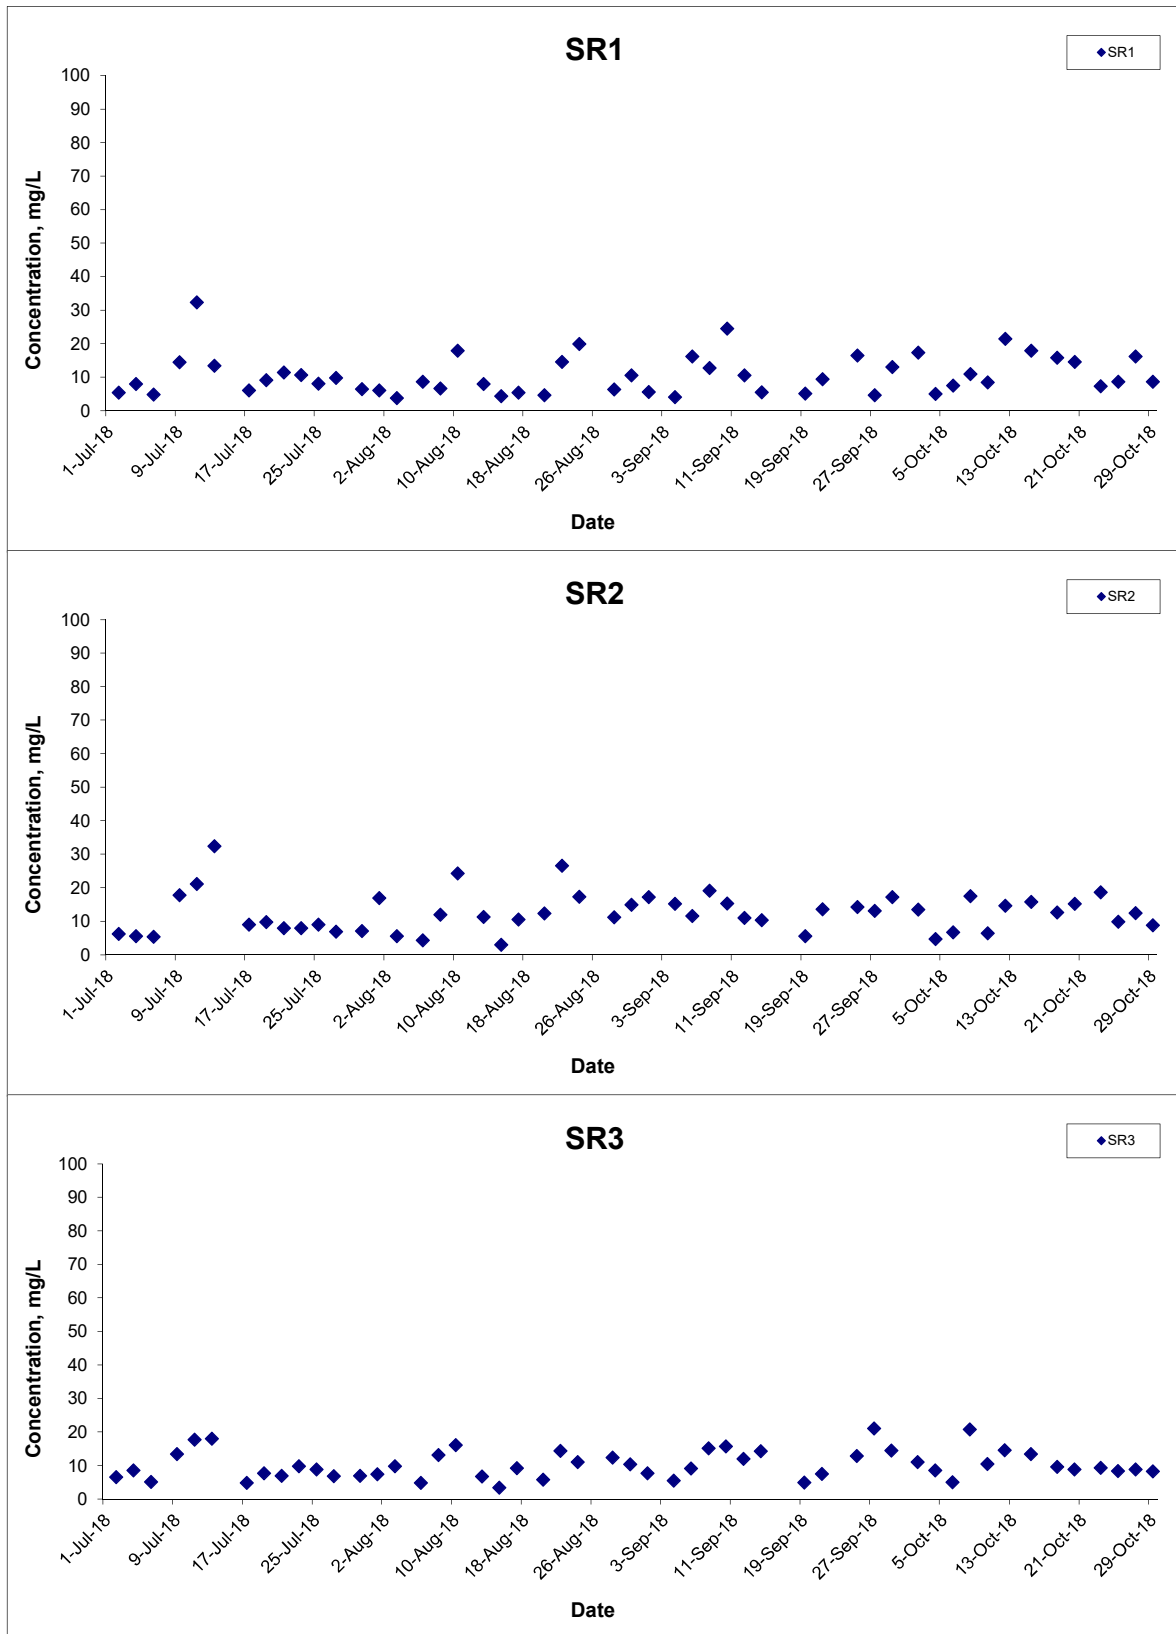 SR1
SR1
100
90
80
70
60
50
40
30
20
10
0
Concentration, mg/L
1-Jul-18
9-Jul-18
17-Jul-18
25-Jul-18
2-Aug-18
10-Aug-18
18-Aug-18
26-Aug-18
3-Sep-18
11-Sep-18
19-Sep-18
27-Sep-18
5-Oct-18
13-Oct-18
21-Oct-18
29-Oct-18
Date
SR2
SR2
100
90
80
70
60
50
40
30
20
10
0
Concentration, mg/L
1-Jul-18
9-Jul-18
17-Jul-18
25-Jul-18
2-Aug-18
10-Aug-18
18-Aug-18
26-Aug-18
3-Sep-18
11-Sep-18
19-Sep-18
27-Sep-18
5-Oct-18
13-Oct-18
21-Oct-18
29-Oct-18
Date
SR3
SR3
100
90
80
70
60
50
40
30
20
10
0
Concentration, mg/L
1-Jul-18
9-Jul-18
17-Jul-18
25-Jul-18
2-Aug-18
10-Aug-18
18-Aug-18
26-Aug-18
3-Sep-18
11-Sep-18
19-Sep-18
27-Sep-18
5-Oct-18
13-Oct-18
21-Oct-18
29-Oct-18
Date